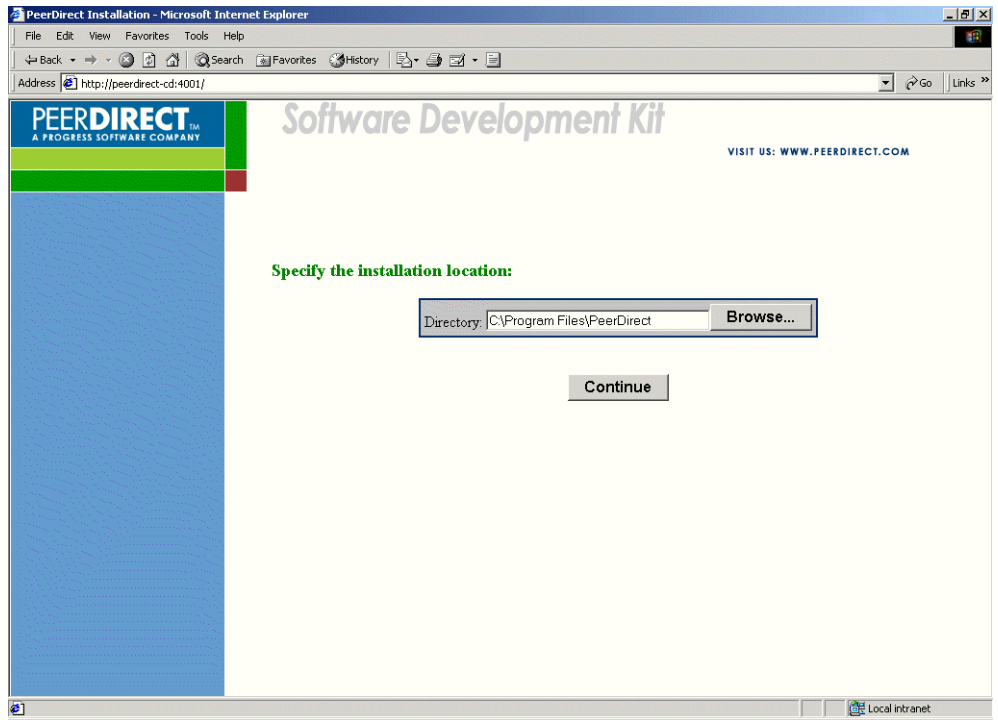 PeerDirect Installation - Microsoft Internet Explorer
File Edit View Favorites Tools Help
Back Search Favorites History
Address http://peerdirect-cd:4001/ Go Links »
PEERDIRECT TM
A PROGRESS SOFTWARE COMPANY
Software Development Kit
VISIT US: WWW.PEERDIRECT.COM
Specify the installation location:
Directory: C:\Program Files\PeerDirect Browse...
Continue
Local intranet